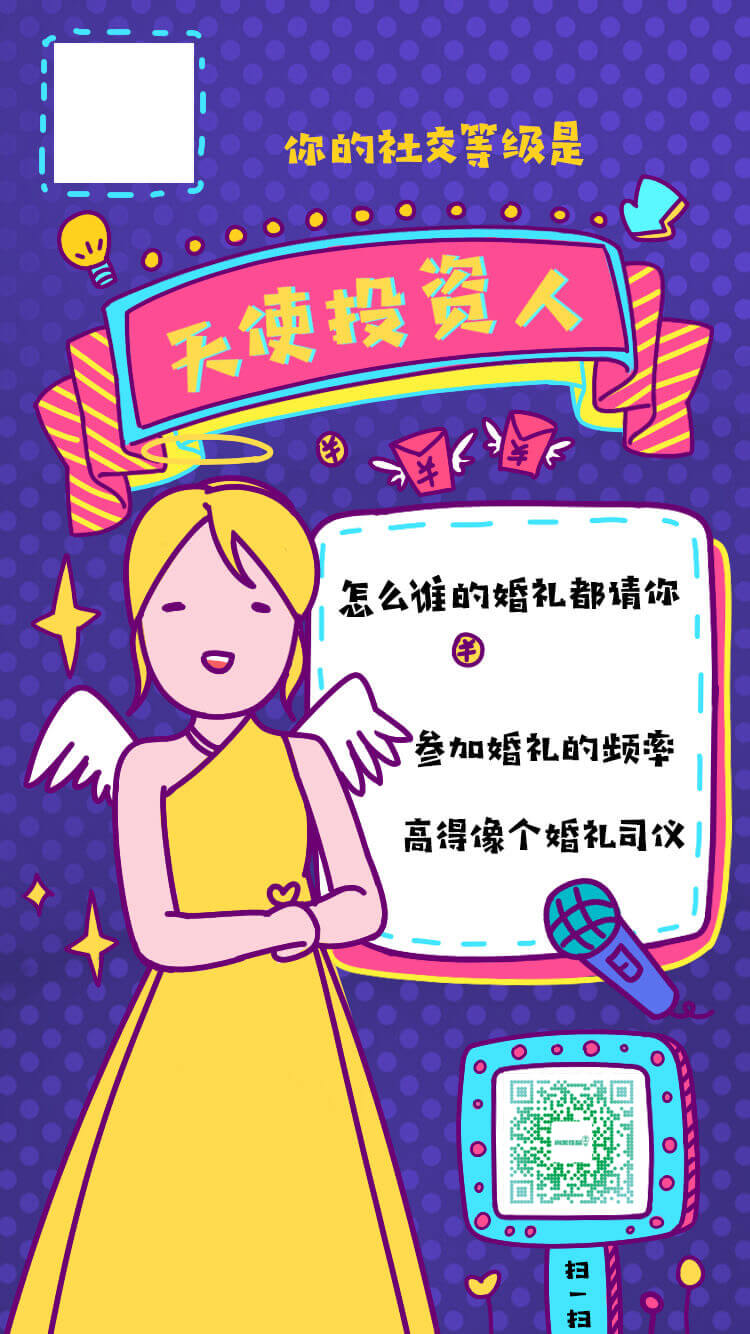 你的社交等级是
天使投资人
怎么谁的婚礼都请你
参加婚礼的频率
高得像个婚礼司仪
扫一扫